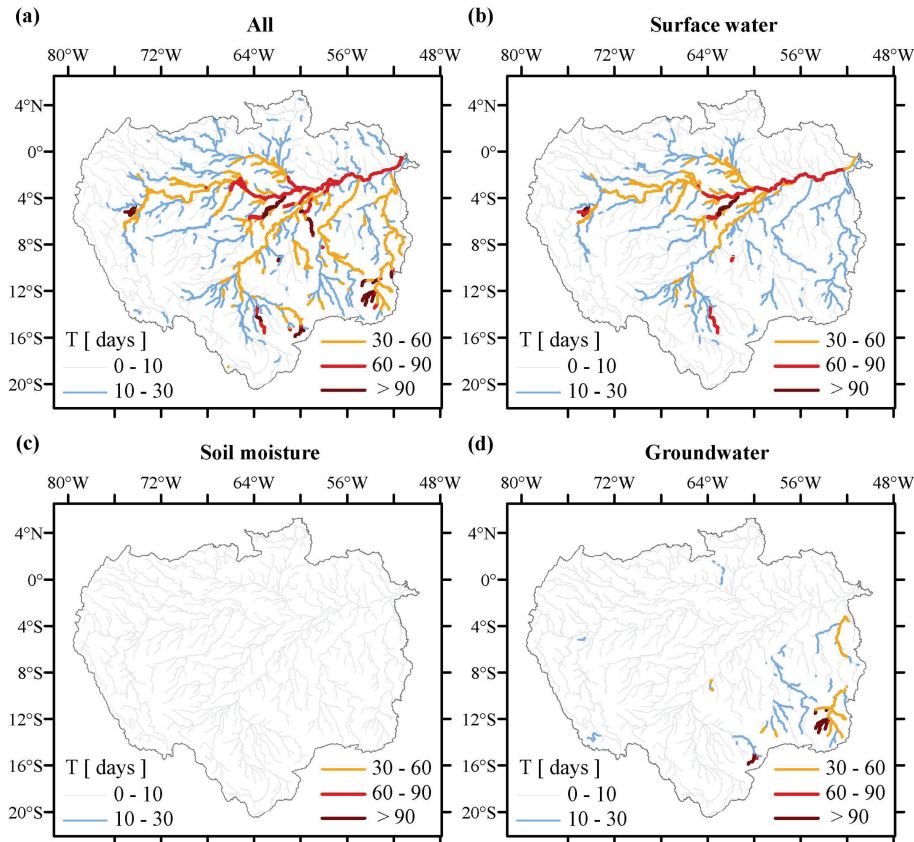 (a) All
80°W 72°W 64°W 56°W 48°W
4°N
0°
4°S
8°S
12°S
16°S
20°S
T [ days ]
0 - 10
10 - 30
30 - 60
60 - 90
> 90
(b) Surface water
80°W 72°W 64°W 56°W 48°W
4°N
0°
4°S
8°S
12°S
16°S
20°S
T [ days ]
0 - 10
10 - 30
30 - 60
60 - 90
> 90
(c) Soil moisture
80°W 72°W 64°W 56°W 48°W
4°N
0°
4°S
8°S
12°S
16°S
20°S
T [ days ]
0 - 10
10 - 30
30 - 60
60 - 90
> 90
(d) Groundwater
80°W 72°W 64°W 56°W 48°W
4°N
0°
4°S
8°S
12°S
16°S
20°S
T [ days ]
0 - 10
10 - 30
30 - 60
60 - 90
> 90